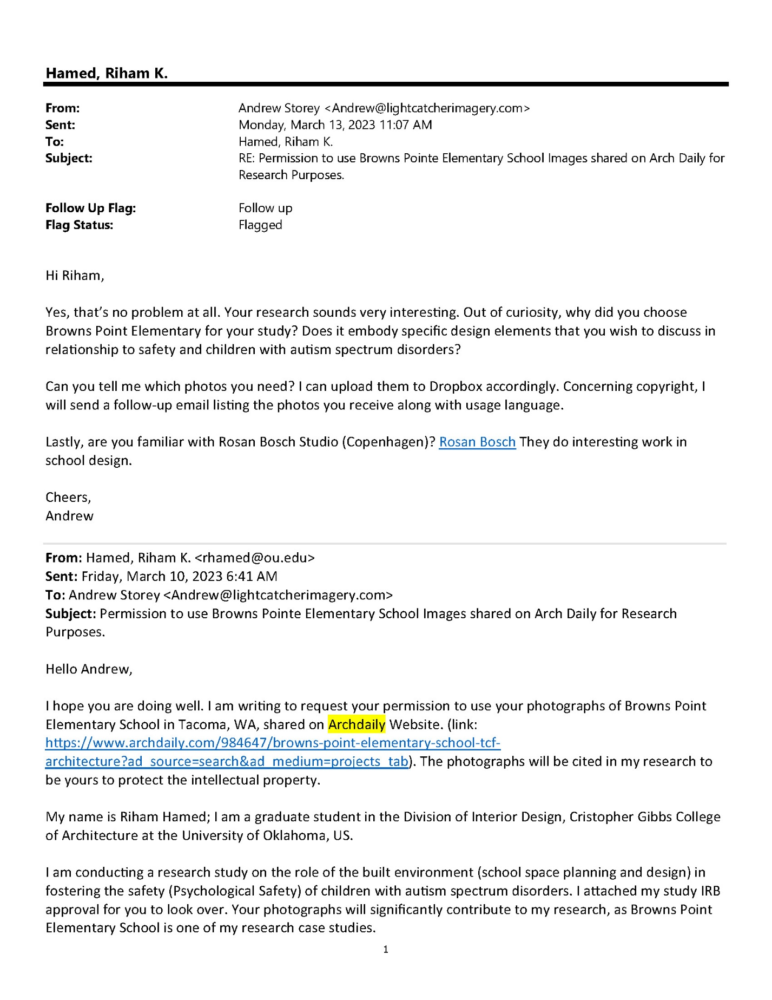 Hamed, Riham K.
From: Andrew Storey <Andrew@lightcatcherimagery.com>
Sent: Monday, March 13, 2023 11:07 AM
To: Hamed, Riham K.
Subject: RE: Permission to use Browns Pointe Elementary School Images shared on Arch Daily for
Research Purposes.
Follow Up Flag: Follow up
Flag Status: Flagged
Hi Riham,
Yes, that’s no problem at all. Your research sounds very interesting. Out of curiosity, why did you choose
Browns Point Elementary for your study? Does it embody specific design elements that you wish to discuss in
relationship to safety and children with autism spectrum disorders?
Can you tell me which photos you need? I can upload them to Dropbox accordingly. Concerning copyright, I
will send a follow-up email listing the photos you receive along with usage language.
Lastly, are you familiar with Rosan Bosch Studio (Copenhagen)? Rosan Bosch They do interesting work in
school design.
Cheers,
Andrew
From: Hamed, Riham K. <rhamed@ou.edu>
Sent: Friday, March 10, 2023 6:41 AM
To: Andrew Storey <Andrew@lightcatcherimagery.com>
Subject: Permission to use Browns Pointe Elementary School Images shared on Arch Daily for Research
Purposes.
Hello Andrew,
I hope you are doing well. I am writing to request your permission to use your photographs of Browns Point
Elementary School in Tacoma, WA, shared on Archdaily Website. (link:
https://www.archdaily.com/984647/browns-point-elementary-school-tcf-
architecture?ad_source=search&ad_medium=projects_tab). The photographs will be cited in my research to
be yours to protect the intellectual property.
My name is Riham Hamed; I am a graduate student in the Division of Interior Design, Cristopher Gibbs College
of Architecture at the University of Oklahoma, US.
I am conducting a research study on the role of the built environment (school space planning and design) in
fostering the safety (Psychological Safety) of children with autism spectrum disorders. I attached my study IRB
approval for you to look over. Your photographs will significantly contribute to my research, as Browns Point
Elementary School is one of my research case studies.
1